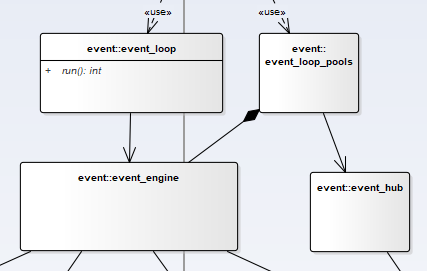 «use»
«use»
event::event_loop
+ run(): int
event::
event_loop_pools
event::event_engine
event::event_hub